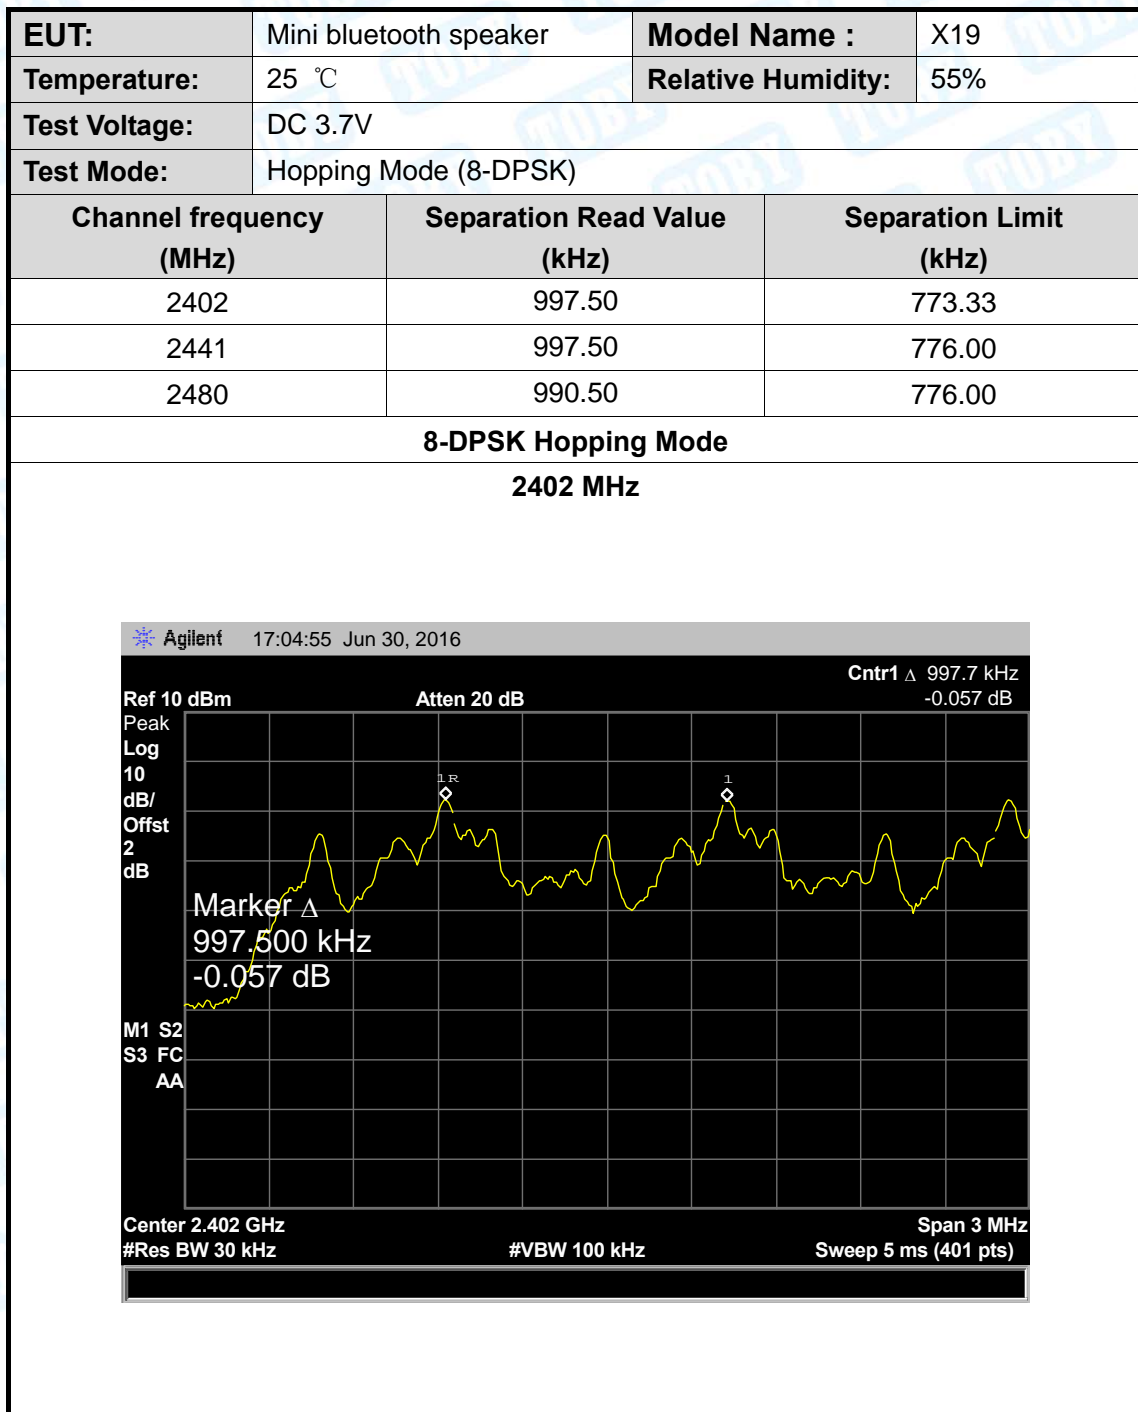 EUT: Mini bluetooth speaker Model Name : X19
Temperature: 25 ℃ Relative Humidity: 55%
Test Voltage: DC 3.7V
Test Mode: Hopping Mode (8-DPSK)
Channel frequency Separation Read Value Separation Limit
(MHz) (kHz) (kHz)
2402 997.50 773.33
2441 997.50 776.00
2480 990.50 776.00
8-DPSK Hopping Mode
2402 MHz
Agilent 17:04:55 Jun 30, 2016
Cntr1 Δ 997.7 kHz
Ref 10 dBm Atten 20 dB -0.057 dB
Peak
Log
10
dB/
Offst
2
dB
1R 1
Marker Δ
997.500 kHz
-0.057 dB
M1 S2
S3 FC
AA
Center 2.402 GHz Span 3 MHz
#Res BW 30 kHz #VBW 100 kHz Sweep 5 ms (401 pts)
TOBY
TOBY
TOBY
TOBY
TOBY
TOBY